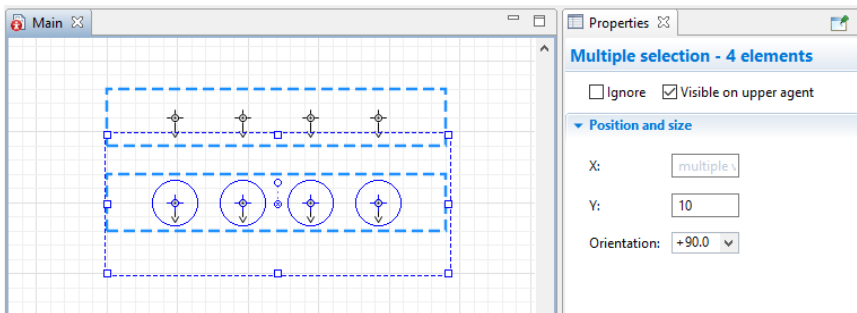 Main
Properties
Multiple selection - 4 elements
Ignore Visible on upper agent
Position and size
X: multiple v
Y: 10
Orientation: +90.0